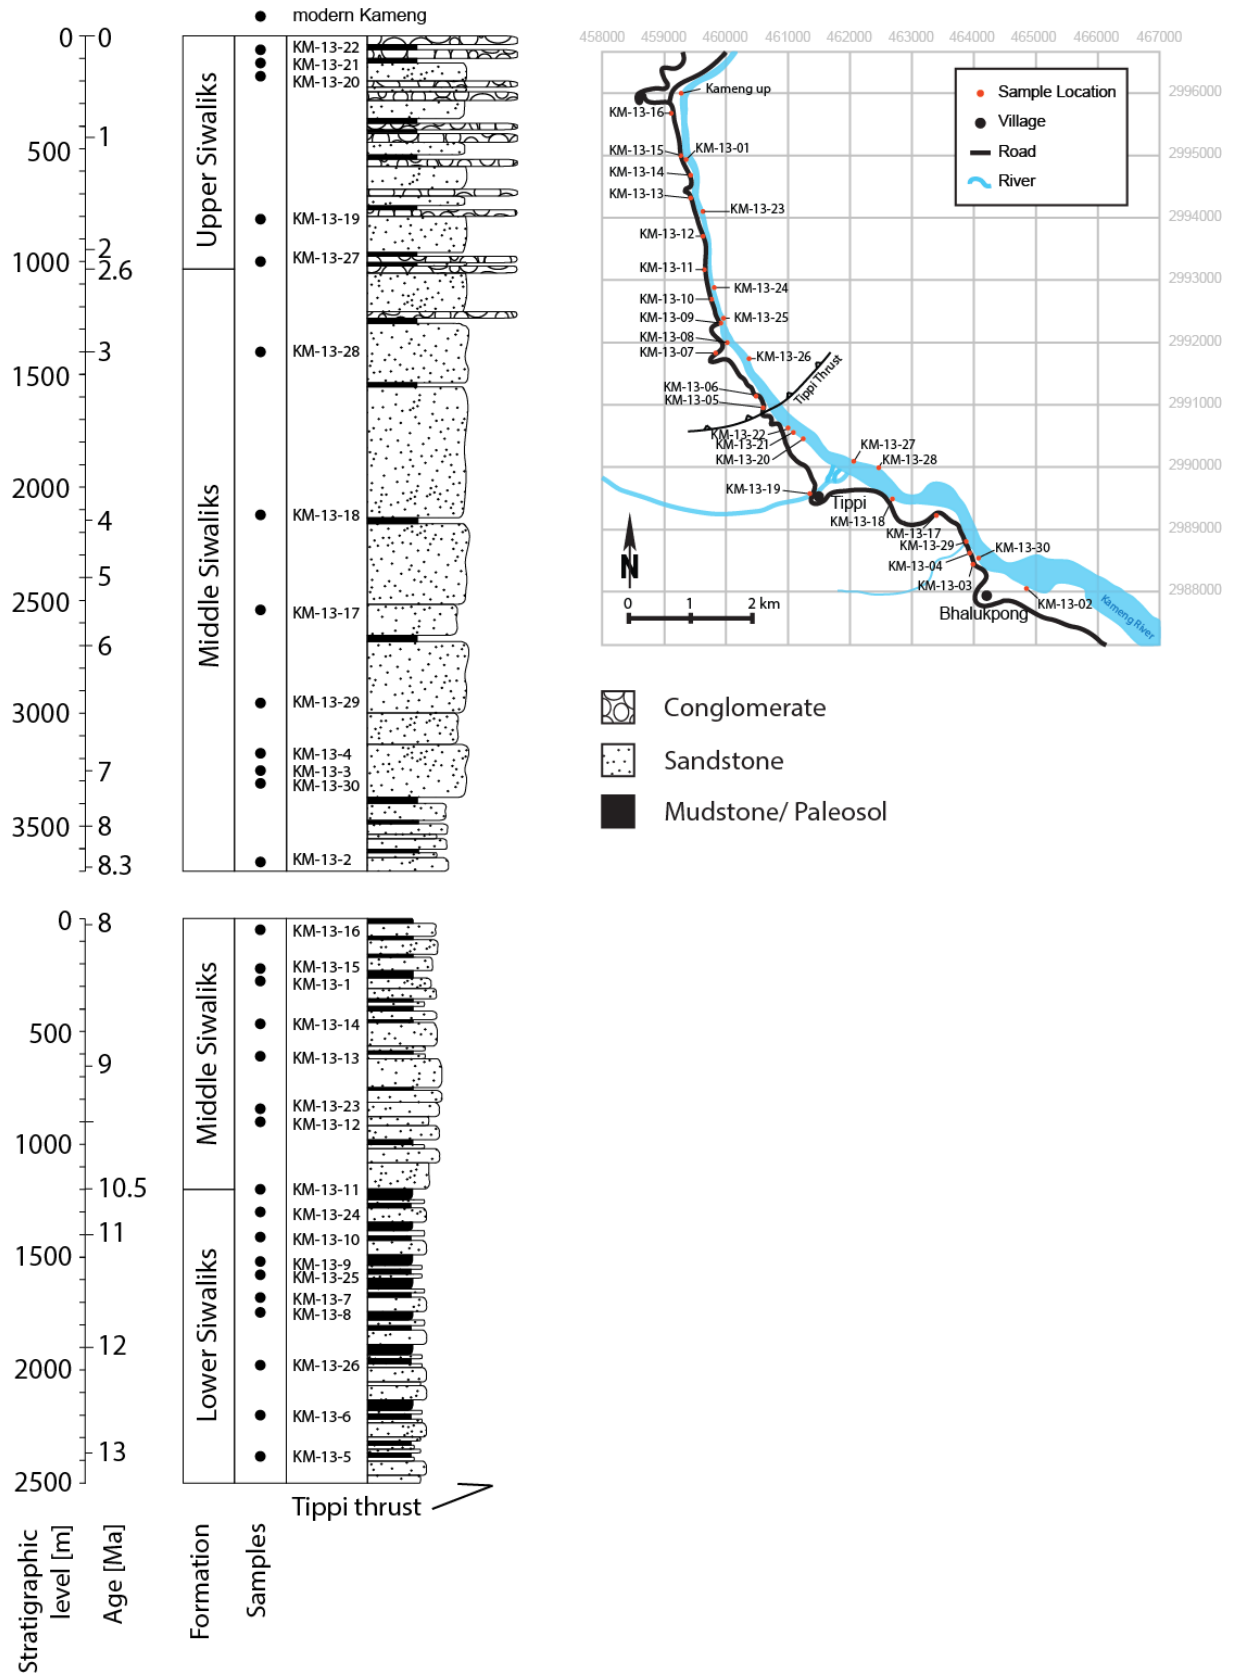 modern Kameng
0
0
1
500
2
1000
2.6
3
1500
2000
4
5
2500
6
3000
7
3500
8
8.3
Upper Siwaliks
Middle Siwaliks
KM-13-22
KM-13-21
KM-13-20
KM-13-19
KM-13-27
KM-13-28
KM-13-18
KM-13-17
KM-13-29
KM-13-4
KM-13-3
KM-13-30
KM-13-2
0
8
500
9
1000
10.5
11
1500
12
2000
13
2500
Middle Siwaliks
Lower Siwaliks
KM-13-16
KM-13-15
KM-13-1
KM-13-14
KM-13-13
KM-13-23
KM-13-12
KM-13-11
KM-13-24
KM-13-10
KM-13-9
KM-13-25
KM-13-7
KM-13-8
KM-13-26
KM-13-6
KM-13-5
Tippi thrust
Stratigraphic
level [m]
Age [Ma]
Formation
Samples
458000 459000 460000 461000 462000 463000 464000 465000 466000 467000
2996000
2995000
2994000
2993000
2992000
2991000
2990000
2989000
2988000
Sample Location
Village
Road
River
Kameng up
KM-13-16
KM-13-15
KM-13-01
KM-13-14
KM-13-13
KM-13-23
KM-13-12
KM-13-11
KM-13-24
KM-13-10
KM-13-09
KM-13-25
KM-13-08
KM-13-07
KM-13-26
Tippi Thrust
KM-13-06
KM-13-05
KM-13-22
KM-13-21
KM-13-20
KM-13-27
KM-13-28
KM-13-19
Tippi
KM-13-18
KM-13-17
KM-13-29
KM-13-30
KM-13-04
KM-13-03
KM-13-02
Bhalukpong
Kameng River
N
0 1 2 km
Conglomerate
Sandstone
Mudstone/ Paleosol